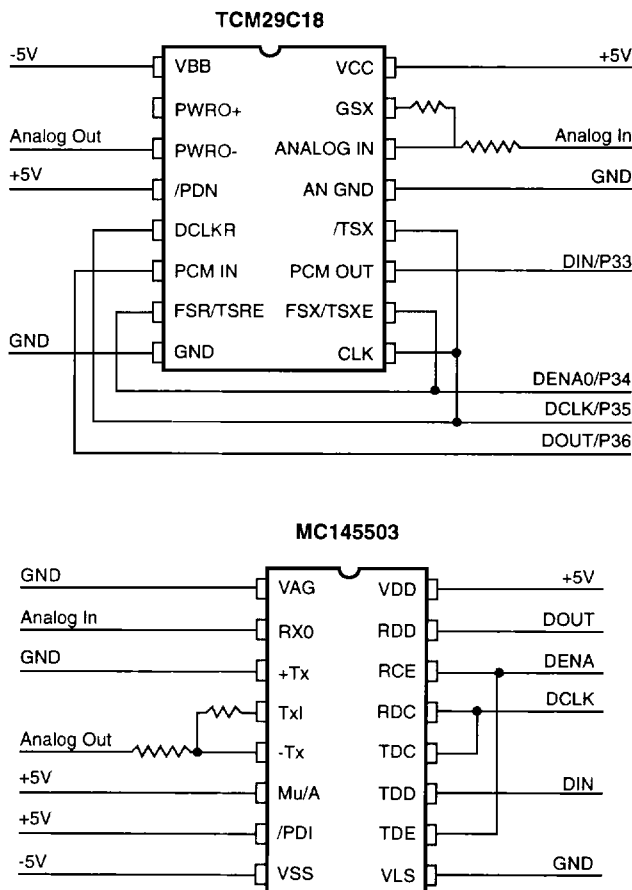 TCM29C18
-5V VBB VCC +5V
PWRO+ GSX
Analog Out PWRO- ANALOG IN Analog In
+5V /PDN AN GND GND
DCLKR /TSX
PCM IN PCM OUT DIN/P33
FSR/TSRE FSX/TSXE
GND GND CLK
DENA0/P34
DCLK/P35
DOUT/P36
MC145503
GND VAG VDD +5V
Analog In RX0 RDD DOUT
GND +Tx RCE DENA
TxI RDC DCLK
Analog Out -Tx TDC
+5V Mu/A TDD DIN
+5V /PDI TDE
-5V VSS VLS GND